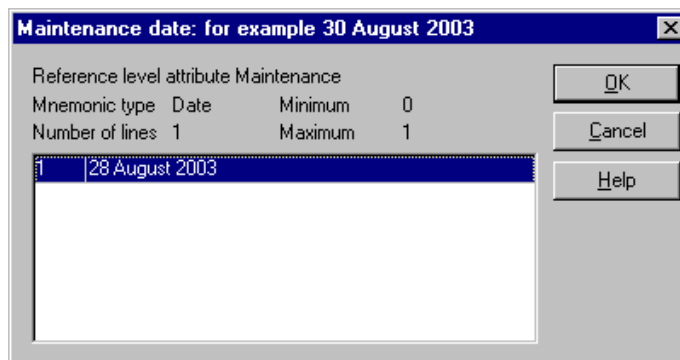 Maintenance date: for example 30 August 2003
Reference level attribute Maintenance
Mnemonic type Date Minimum 0
Number of lines 1 Maximum 1
1 28 August 2003
OK
Cancel
Help